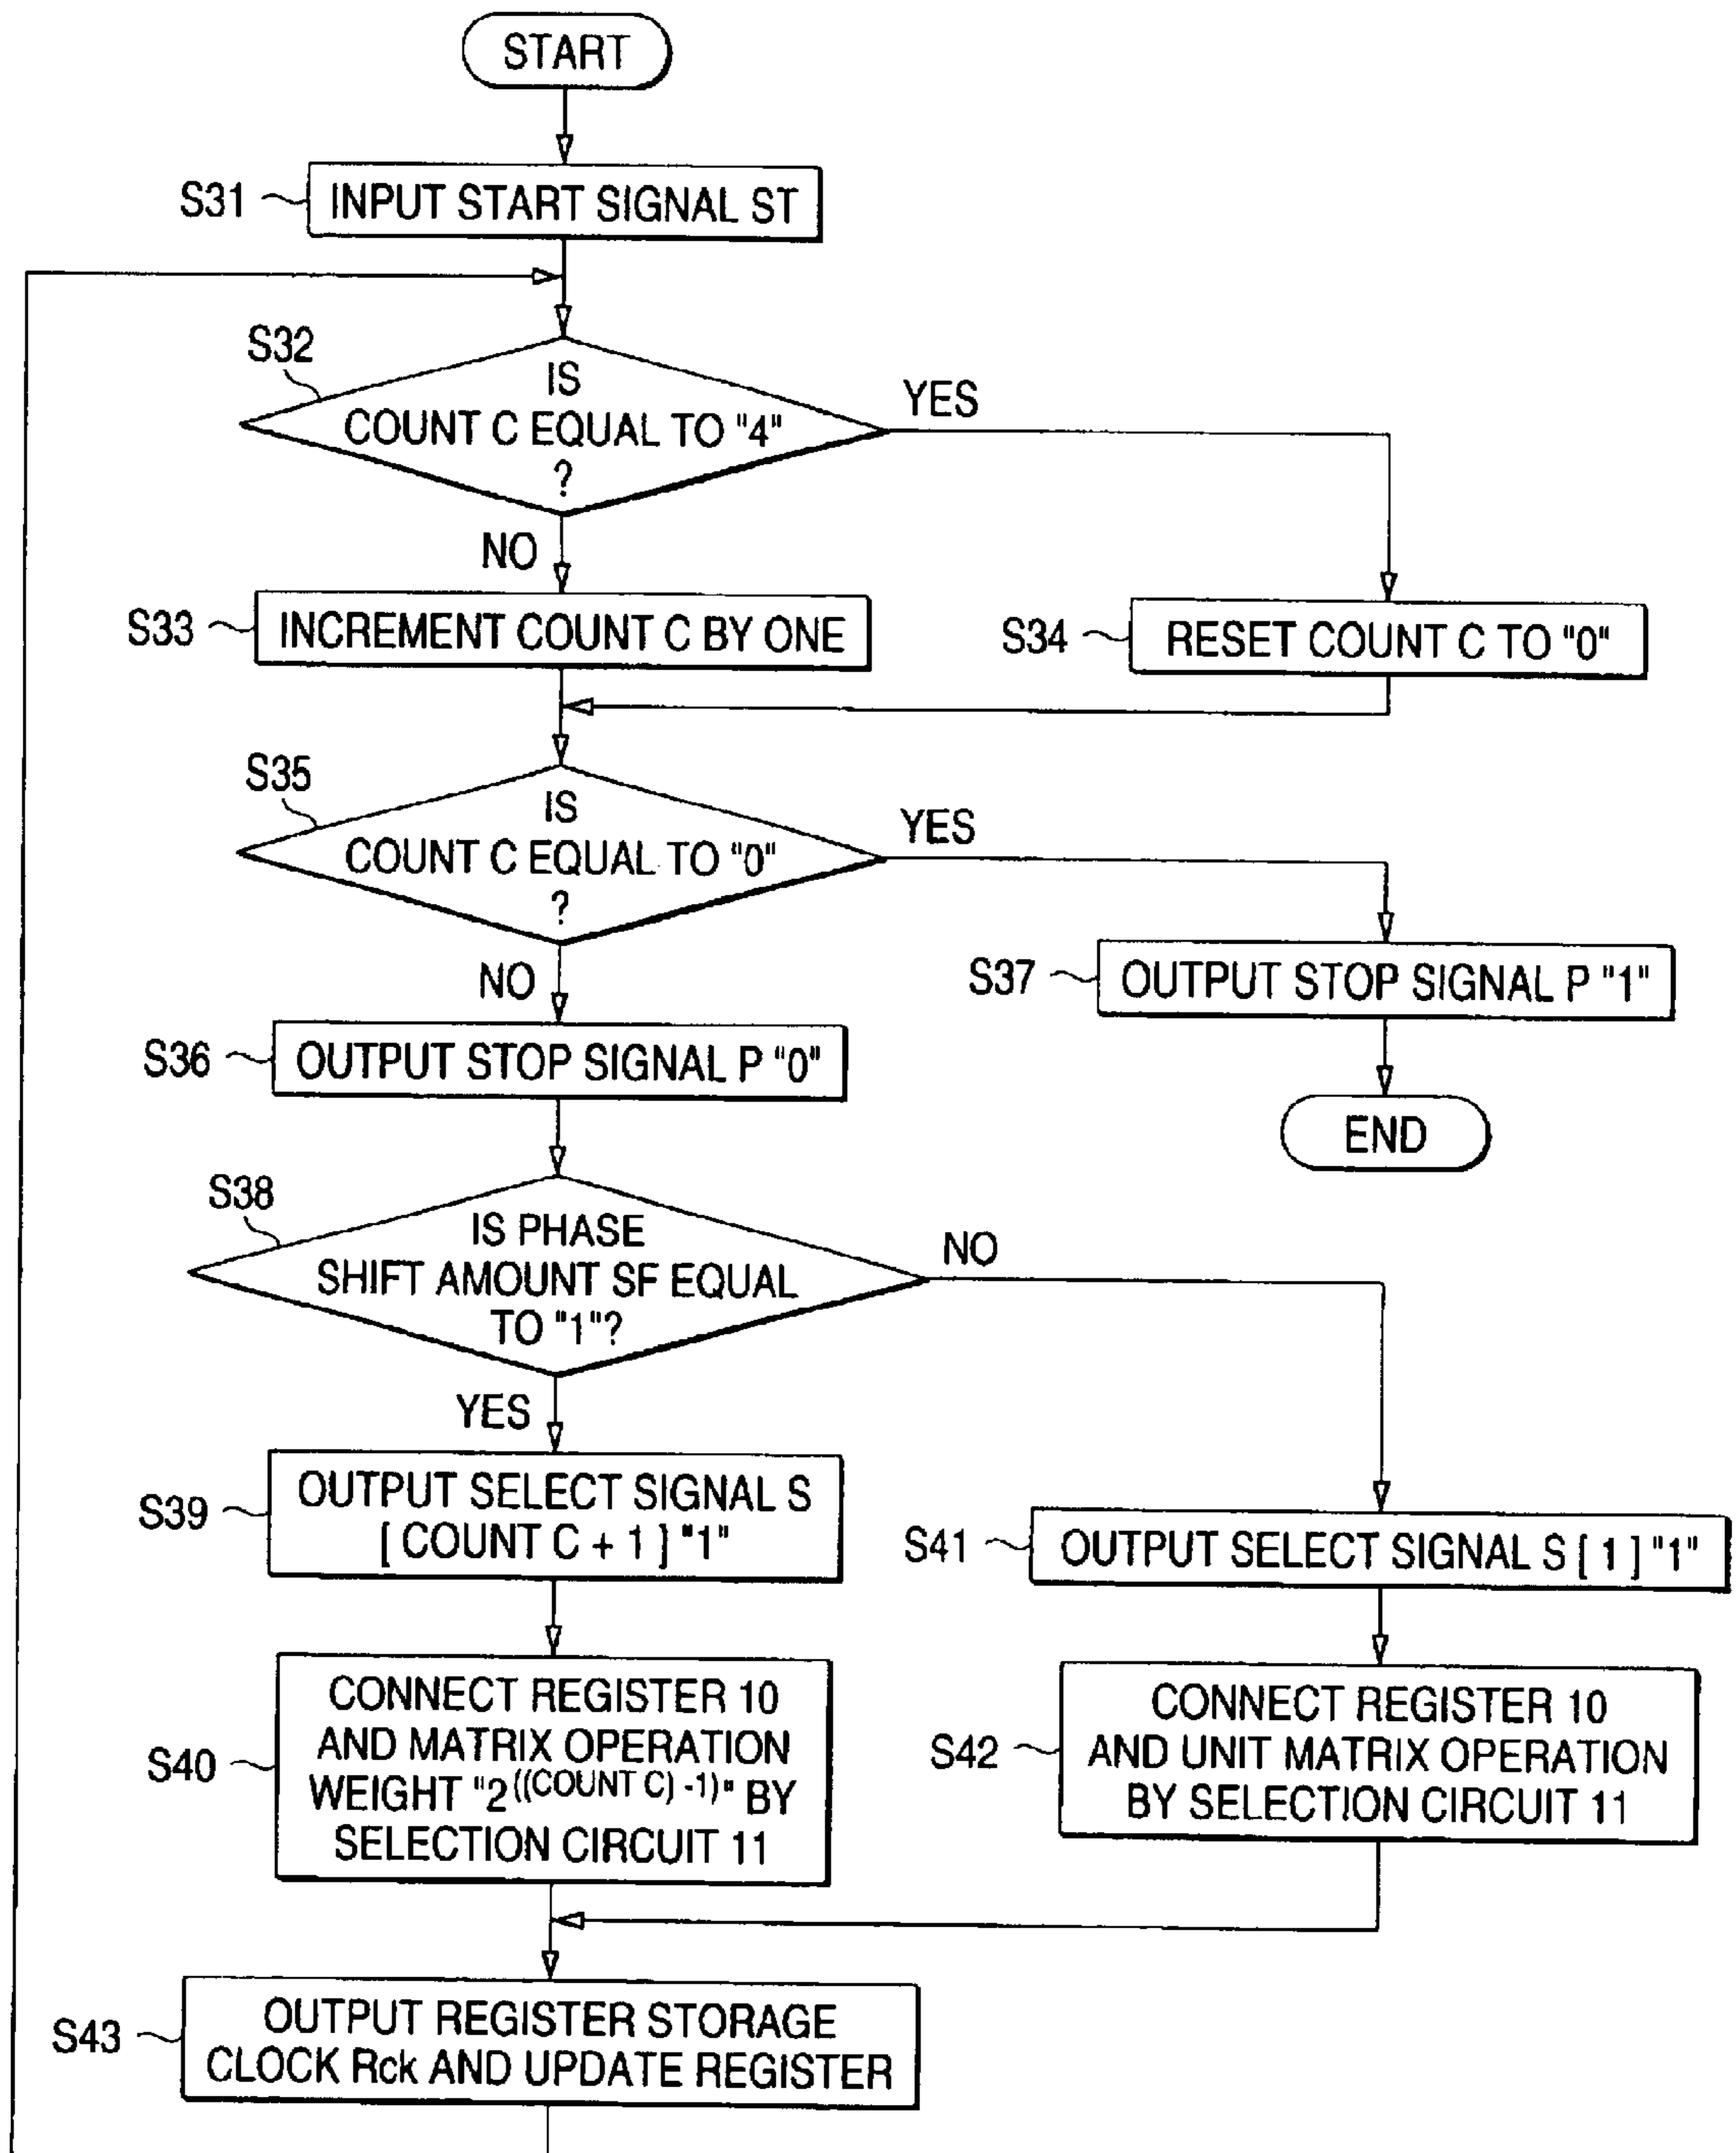 START
S31
INPUT START SIGNAL ST
S32
IS
COUNT C EQUAL TO "4"
?
YES
NO
S33
INCREMENT COUNT C BY ONE
S34
RESET COUNT C TO "0"
S35
IS
COUNT C EQUAL TO "0"
?
YES
NO
S37
OUTPUT STOP SIGNAL P "1"
S36
OUTPUT STOP SIGNAL P "0"
END
S38
IS PHASE
SHIFT AMOUNT SF EQUAL
TO "1"?
NO
YES
S39
OUTPUT SELECT SIGNAL S
[ COUNT C + 1 ] "1"
S41
OUTPUT SELECT SIGNAL S [ 1 ] "1"
S40
CONNECT REGISTER 10
AND MATRIX OPERATION
WEIGHT "2^((COUNT C) -1)" BY
SELECTION CIRCUIT 11
S42
CONNECT REGISTER 10
AND UNIT MATRIX OPERATION
BY SELECTION CIRCUIT 11
S43
OUTPUT REGISTER STORAGE
CLOCK Rck AND UPDATE REGISTER